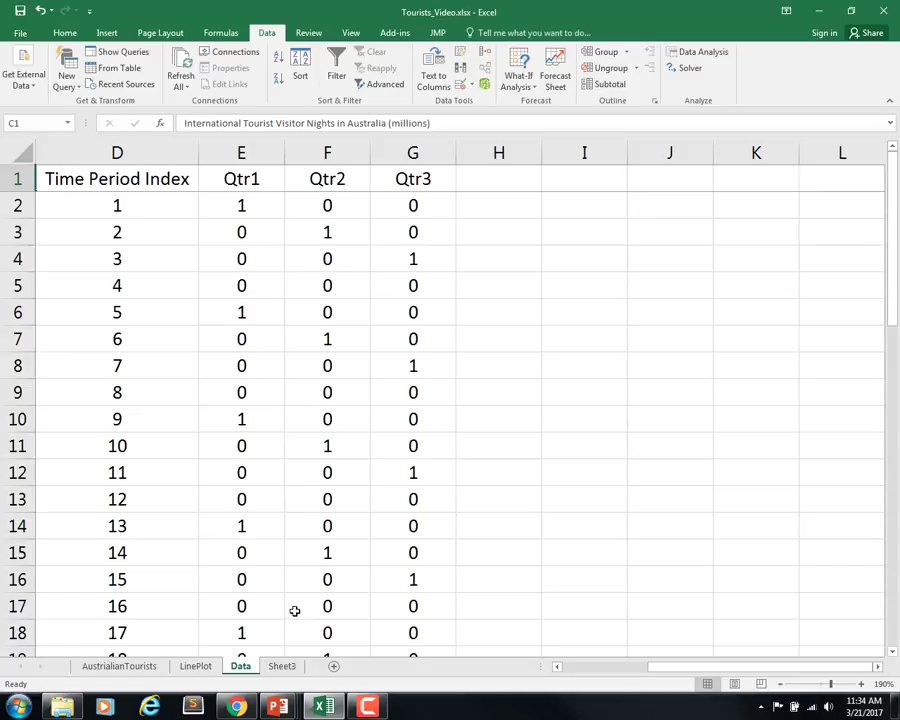 Tourists_Video.xlsx - Excel
File Home Insert Page Layout Formulas Data Review View Add-ins JMP Tell me what you want to do... Sign in Share
Get External Data
New Query
Show Queries
From Table
Recent Sources
Get & Transform
Refresh All
Connections
Properties
Edit Links
Connections
Sort
Filter
Clear
Reapply
Advanced
Sort & Filter
Text to Columns
Data Tools
What-If Analysis
Forecast Sheet
Forecast
Group
Ungroup
Subtotal
Outline
Data Analysis
Solver
Analyze
C1 fx International Tourist Visitor Nights in Australia (millions)
D E F G H I J K L
1 Time Period Index Qtr1 Qtr2 Qtr3
2 1 1 0 0
3 2 0 1 0
4 3 0 0 1
5 4 0 0 0
6 5 1 0 0
7 6 0 1 0
8 7 0 0 1
9 8 0 0 0
10 9 1 0 0
11 10 0 1 0
12 11 0 0 1
13 12 0 0 0
14 13 1 0 0
15 14 0 1 0
16 15 0 0 1
17 16 0 0 0
18 17 1 0 0
AustrialianTourists LinePlot Data Sheet3
Ready 190%
11:34 AM
3/21/2017